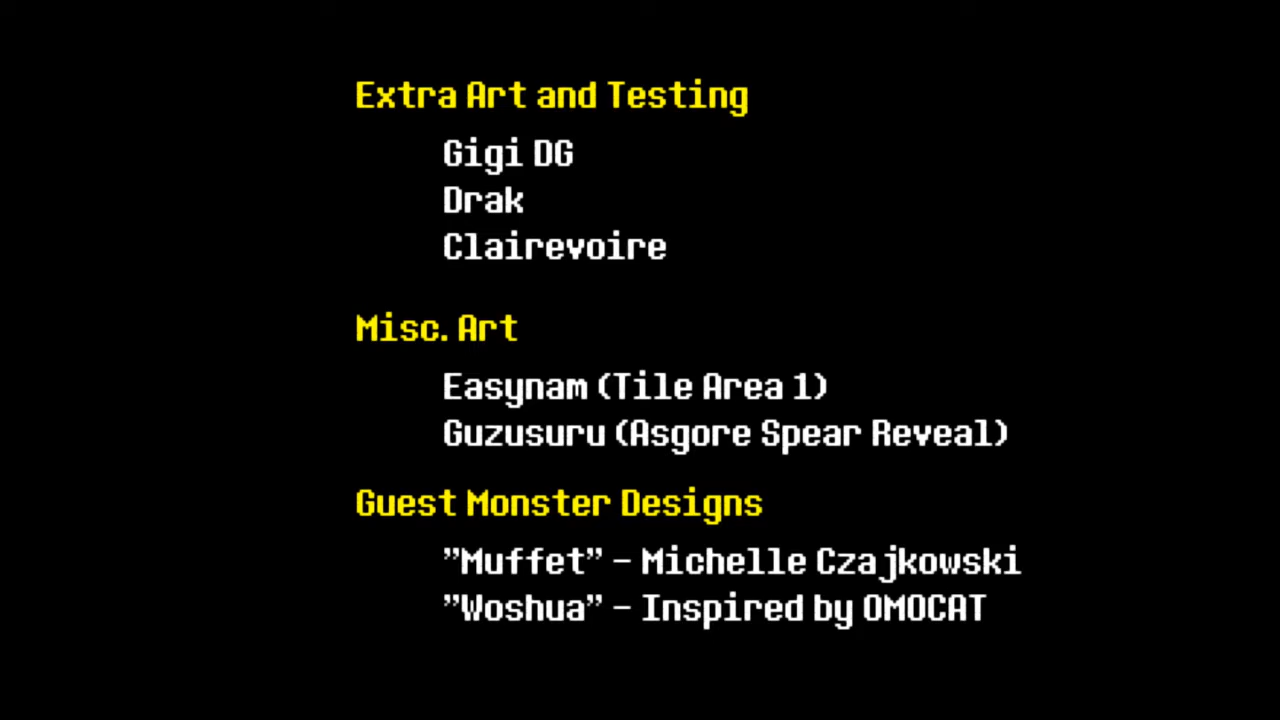 Extra Art and Testing
Gigi DG
Drak
Clairevoire
Misc. Art
Easynam (Tile Area 1)
Guzusuru (Asgore Spear Reveal)
Guest Monster Designs
”Muffet” – Michelle Czajkowski
”Woshua” – Inspired by OMOCAT